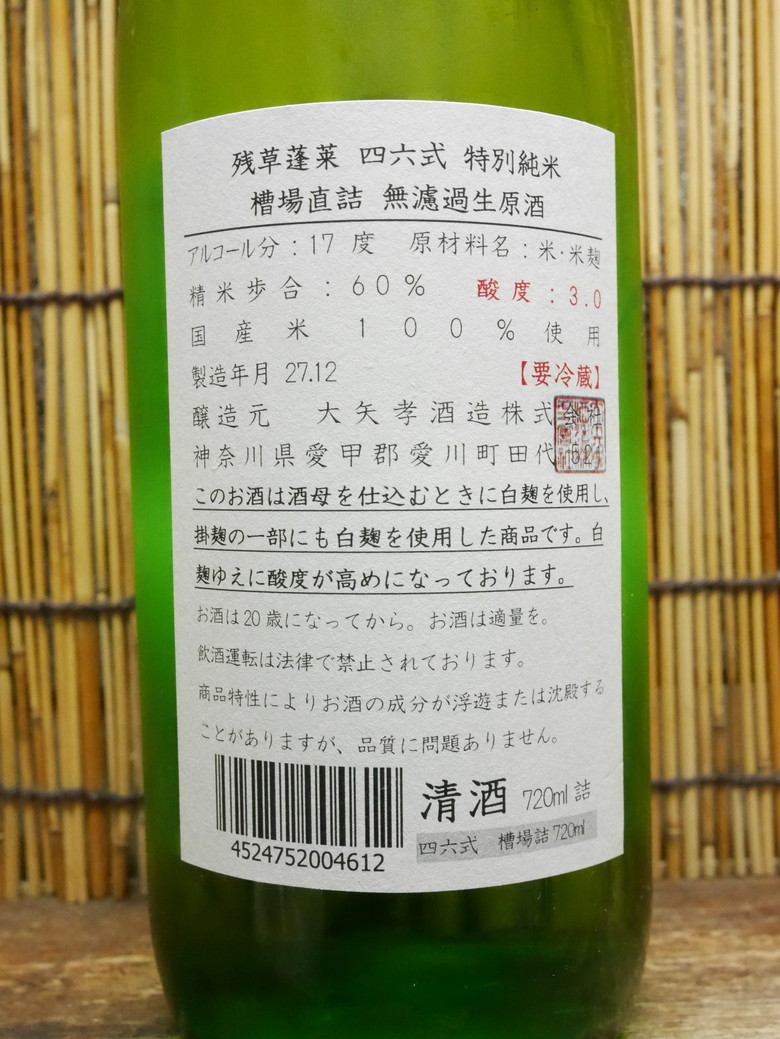 残草蓬莱 四六式 特別純米
槽場直詰 無濾過生原酒
アルコール分：17 度 原材料名：米・米麹
精米歩合：60% 酸度：3.0
国産米100%使用
製造年月 27.12 【要冷蔵】
醸造元 大矢孝酒造株式会社
神奈川県愛甲郡愛川町田代521
このお酒は酒母を仕込むときに白麹を使用し、
掛麹の一部にも白麹を使用した商品です。白
麹ゆえに酸度が高めになっております。
お酒は20歳になってから。お酒は適量を。
飲酒運転は法律で禁止されております。
商品特性によりお酒の成分が浮遊または沈殿する
ことがありますが、品質に問題ありません。
4524752004612
清酒 720ml 詰
四六式 槽場詰720ml